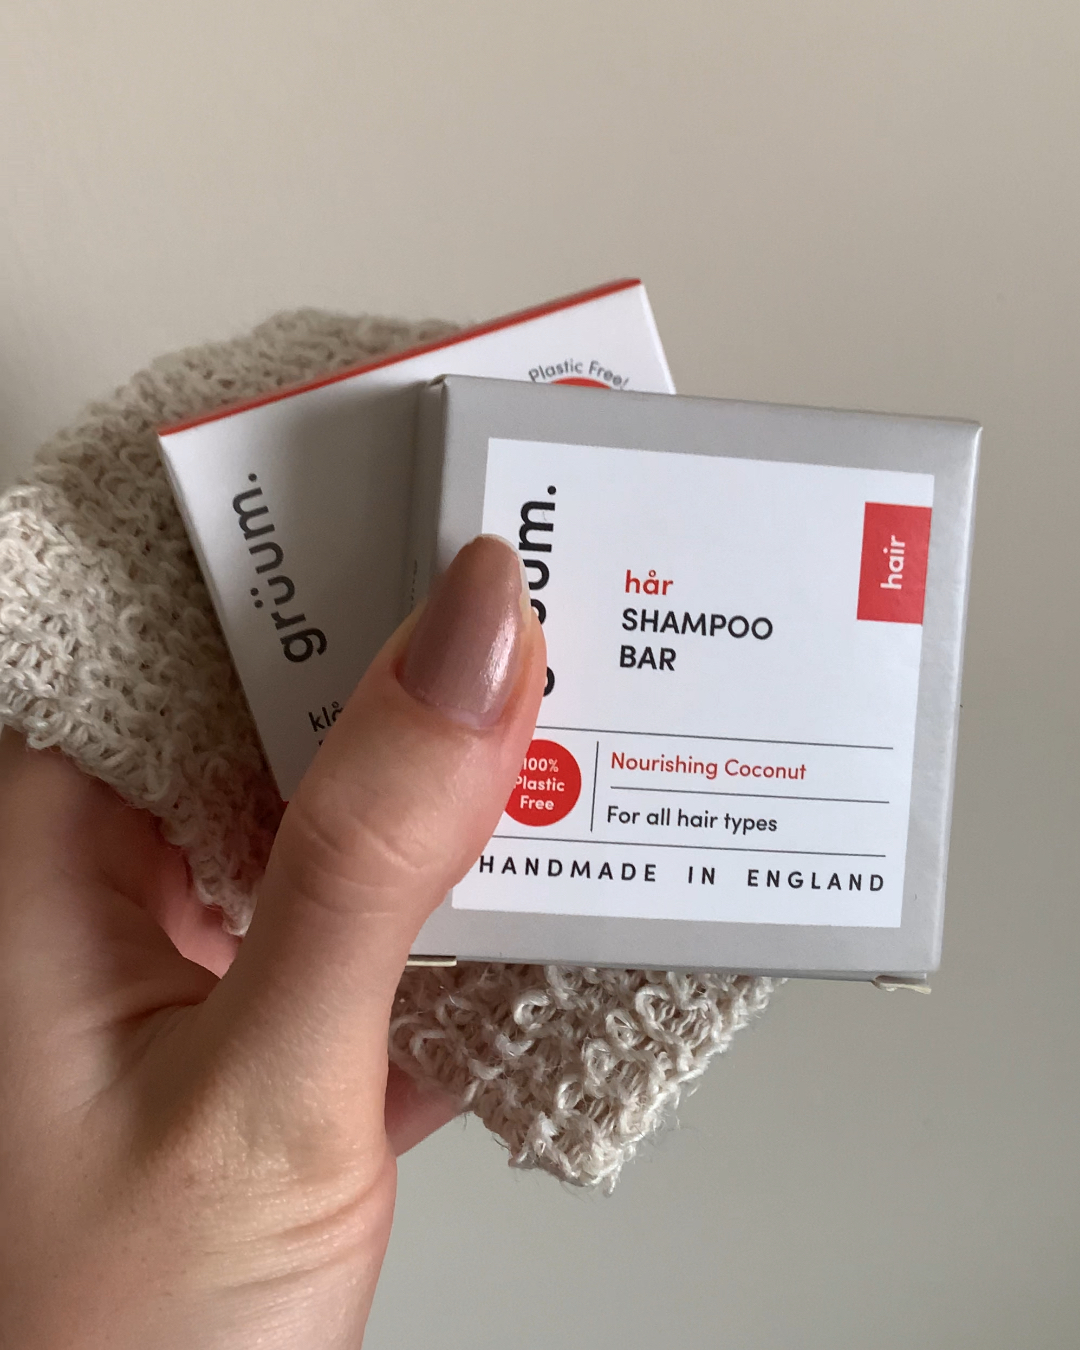 Plastic Free!
grüum.
hair
hår
SHAMPOO
BAR
100%
Plastic
Free
Nourishing Coconut
For all hair types
HANDMADE IN ENGLAND